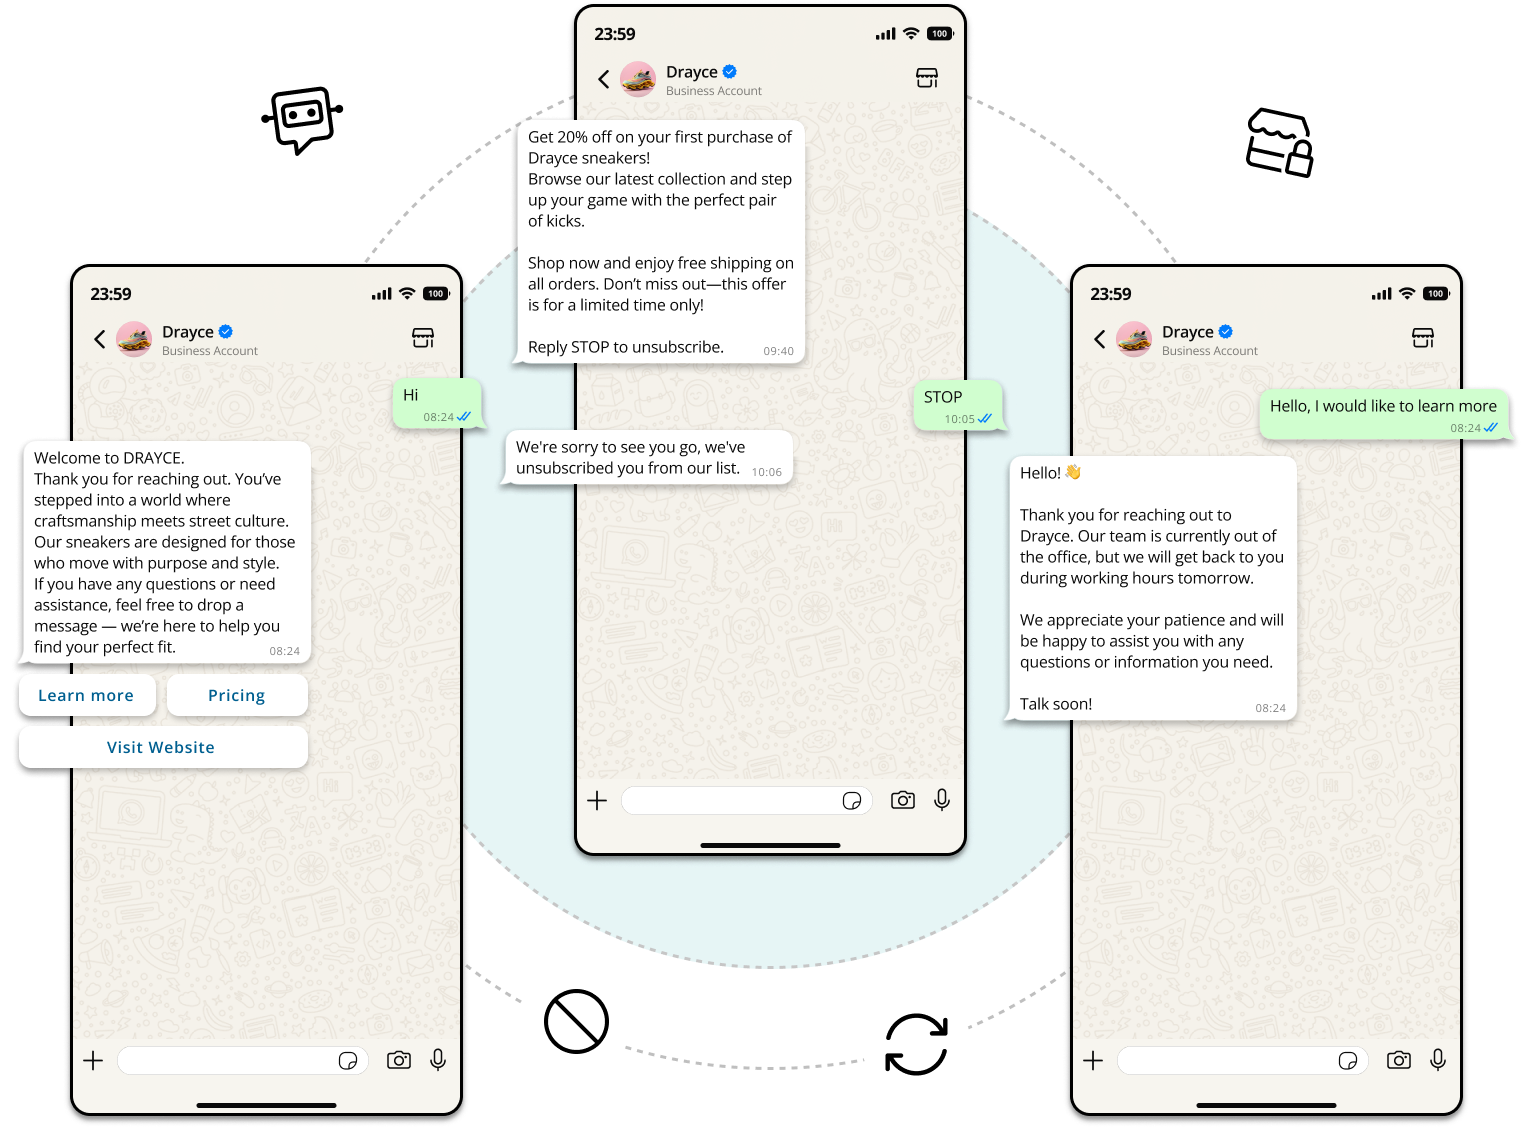 23:59
100
Drayce
Business Account
Hi
08:24
Welcome to DRAYCE.
Thank you for reaching out. You’ve
stepped into a world where
craftsmanship meets street culture.
Our sneakers are designed for those
who move with purpose and style.
If you have any questions or need
assistance, feel free to drop a
message — we’re here to help you
find your perfect fit.
08:24
Learn more
Pricing
Visit Website
23:59
100
Drayce
Business Account
Get 20% off on your first purchase of
Drayce sneakers!
Browse our latest collection and step
up your game with the perfect pair
of kicks.
Shop now and enjoy free shipping on
all orders. Don’t miss out—this offer
is for a limited time only!
Reply STOP to unsubscribe.
09:40
STOP
10:05
We're sorry to see you go, we've
unsubscribed you from our list.
10:06
23:59
100
Drayce
Business Account
Hello, I would like to learn more
08:24
Hello! 👋
Thank you for reaching out to
Drayce. Our team is currently out of
the office, but we will get back to you
during working hours tomorrow.
We appreciate your patience and will
be happy to assist you with any
questions or information you need.
Talk soon!
08:24